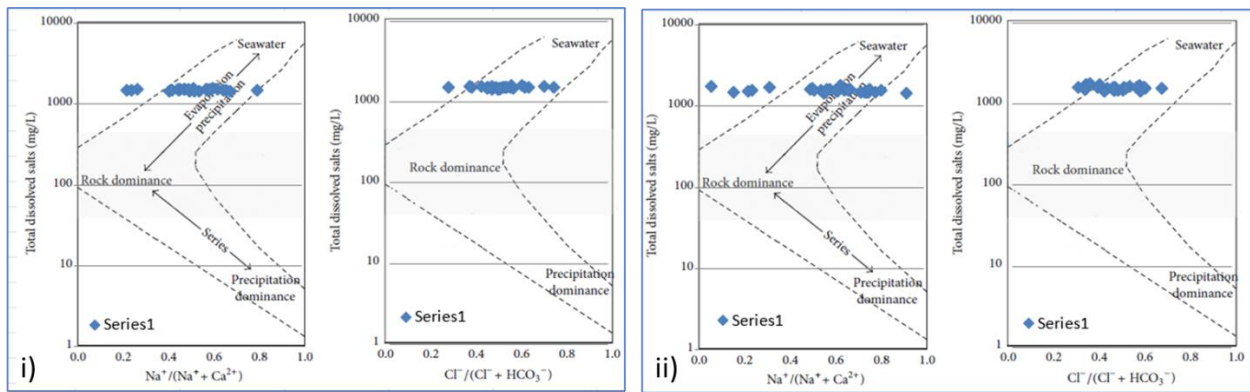 10000
1000
100
10
1
Total dissolved salts (mg/L)
Seawater
Evaporation
precipitation
Rock dominance
Series
Precipitation
dominance
Series1
i)
0.0 0.2 0.4 0.6 0.8 1.0
Na⁺/(Na⁺ + Ca²⁺)
10000
1000
100
10
1
Total dissolved salts (mg/L)
Seawater
Rock dominance
Precipitation
dominance
Series1
0.0 0.2 0.4 0.6 0.8 1.0
Cl⁻/(Cl⁻ + HCO₃⁻)
10000
1000
100
10
1
Total dissolved salts (mg/L)
Seawater
Evaporation
precipitation
Rock dominance
Series
Precipitation
dominance
Series1
ii)
0.0 0.2 0.4 0.6 0.8 1.0
Na⁺/(Na⁺ + Ca²⁺)
10000
1000
100
10
1
Total dissolved salts (mg/L)
Seawater
Rock dominance
Precipitation
dominance
Series1
0.0 0.2 0.4 0.6 0.8 1.0
Cl⁻/(Cl⁻ + HCO₃⁻)